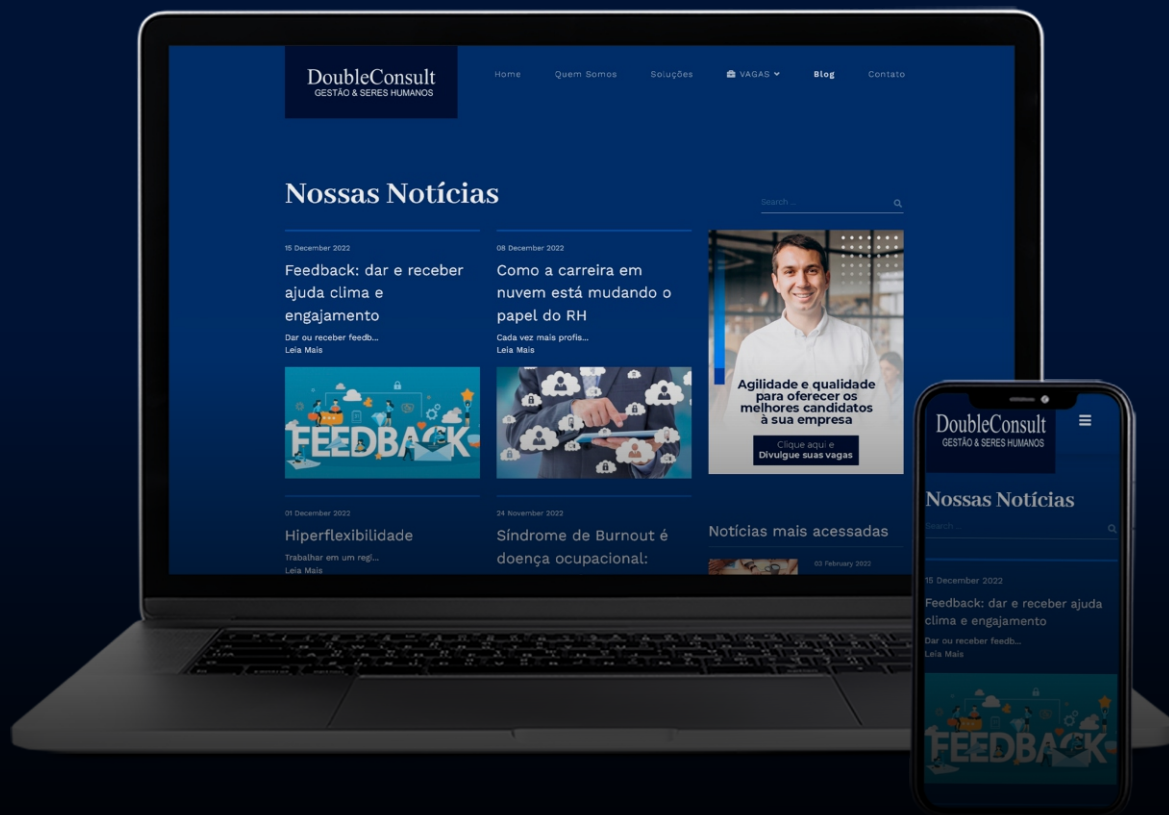 DoubleConsult
GESTÃO & SERES HUMANOS
Home
Quem Somos
Soluções
VAGAS
Blog
Contato
Nossas Notícias
Search ...
15 December 2022
Feedback: dar e receber
ajuda clima e
engajamento
Dar ou receber feedb...
Leia Mais
FEEDBACK
08 December 2022
Como a carreira em
nuvem está mudando o
papel do RH
Cada vez mais profis...
Leia Mais
Agilidade e qualidade
para oferecer os
melhores candidatos
à sua empresa
Clique aqui e
Divulgue suas vagas
01 December 2022
Hiperflexibilidade
Trabalhar em um regi...
Leia Mais
24 November 2022
Síndrome de Burnout é
doença ocupacional:
Notícias mais acessadas
03 February 2022
DoubleConsult
GESTÃO & SERES HUMANOS
Nossas Notícias
Search ...
15 December 2022
Feedback: dar e receber ajuda
clima e engajamento
Dar ou receber feedb...
Leia Mais
FEEDBACK